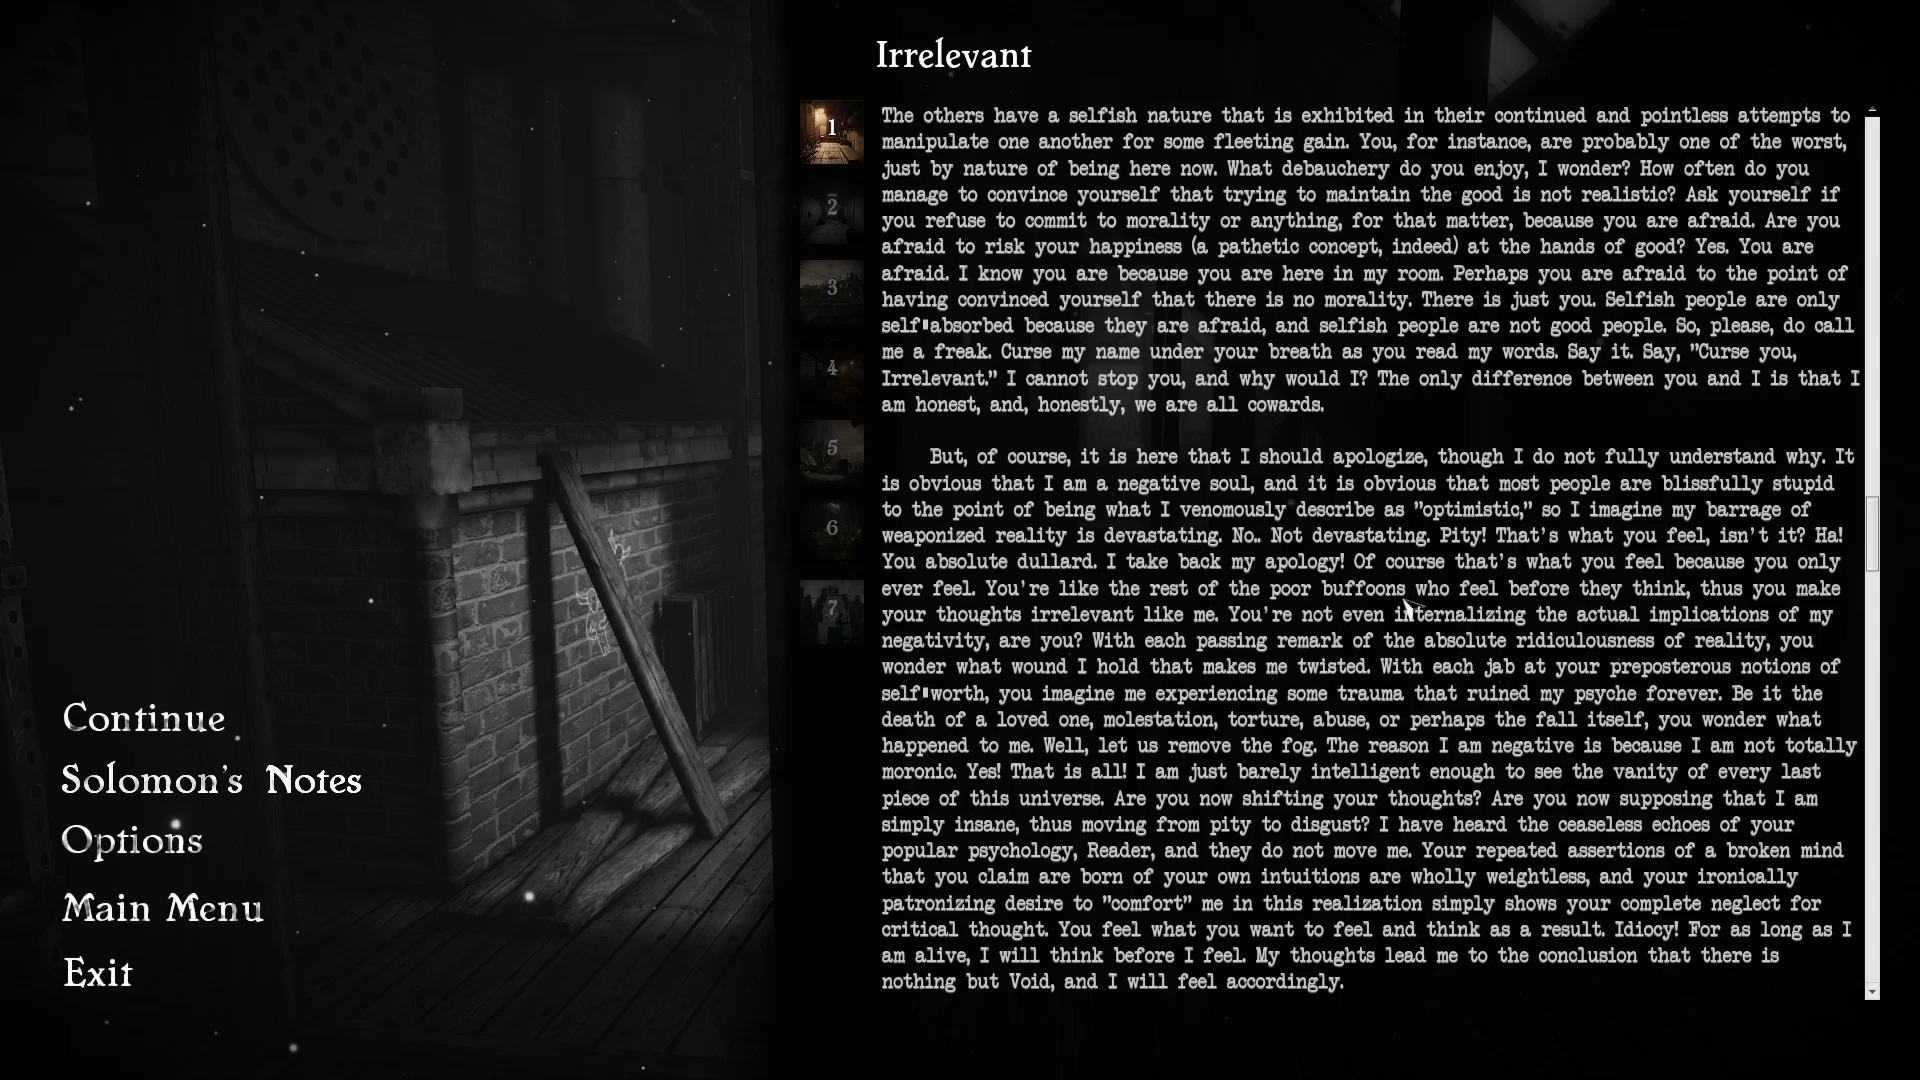 Irrelevant
1
2
3
4
5
6
7
The others have a selfish nature that is exhibited in their continued and pointless attempts to
manipulate one another for some fleeting gain. You, for instance, are probably one of the worst,
just by nature of being here now. What debauchery do you enjoy, I wonder? How often do you
manage to convince yourself that trying to maintain the good is not realistic? Ask yourself if
you refuse to commit to morality or anything, for that matter, because you are afraid. Are you
afraid to risk your happiness (a pathetic concept, indeed) at the hands of good? Yes. You are
afraid. I know you are because you are here in my room. Perhaps you are afraid to the point of
having convinced yourself that there is no morality. There is just you. Selfish people are only
self'absorbed because they are afraid, and selfish people are not good people. So, please, do call
me a freak. Curse my name under your breath as you read my words. Say it. Say, "Curse you,
Irrelevant." I cannot stop you, and why would I? The only difference between you and I is that I
am honest, and, honestly, we are all cowards.
But, of course, it is here that I should apologize, though I do not fully understand why. It
is obvious that I am a negative soul, and it is obvious that most people are blissfully stupid
to the point of being what I venomously describe as "optimistic," so I imagine my barrage of
weaponized reality is devastating. No.. Not devastating. Pity! That's what you feel, isn't it? Ha!
You absolute dullard. I take back my apology! Of course that's what you feel because you only
ever feel. You're like the rest of the poor buffoons who feel before they think, thus you make
your thoughts irrelevant like me. You're not even internalizing the actual implications of my
negativity, are you? With each passing remark of the absolute ridiculousness of reality, you
wonder what wound I hold that makes me twisted. With each jab at your preposterous notions of
self'worth, you imagine me experiencing some trauma that ruined my psyche forever. Be it the
death of a loved one, molestation, torture, abuse, or perhaps the fall itself, you wonder what
happened to me. Well, let us remove the fog. The reason I am negative is because I am not totally
moronic. Yes! That is all! I am just barely intelligent enough to see the vanity of every last
piece of this universe. Are you now shifting your thoughts? Are you now supposing that I am
simply insane, thus moving from pity to disgust? I have heard the ceaseless echoes of your
popular psychology, Reader, and they do not move me. Your repeated assertions of a broken mind
that you claim are born of your own intuitions are wholly weightless, and your ironically
patronizing desire to "comfort" me in this realization simply shows your complete neglect for
critical thought. You feel what you want to feel and think as a result. Idiocy! For as long as I
am alive, I will think before I feel. My thoughts lead me to the conclusion that there is
nothing but Void, and I will feel accordingly.
Continue
Solomon's Notes
Options
Main Menu
Exit